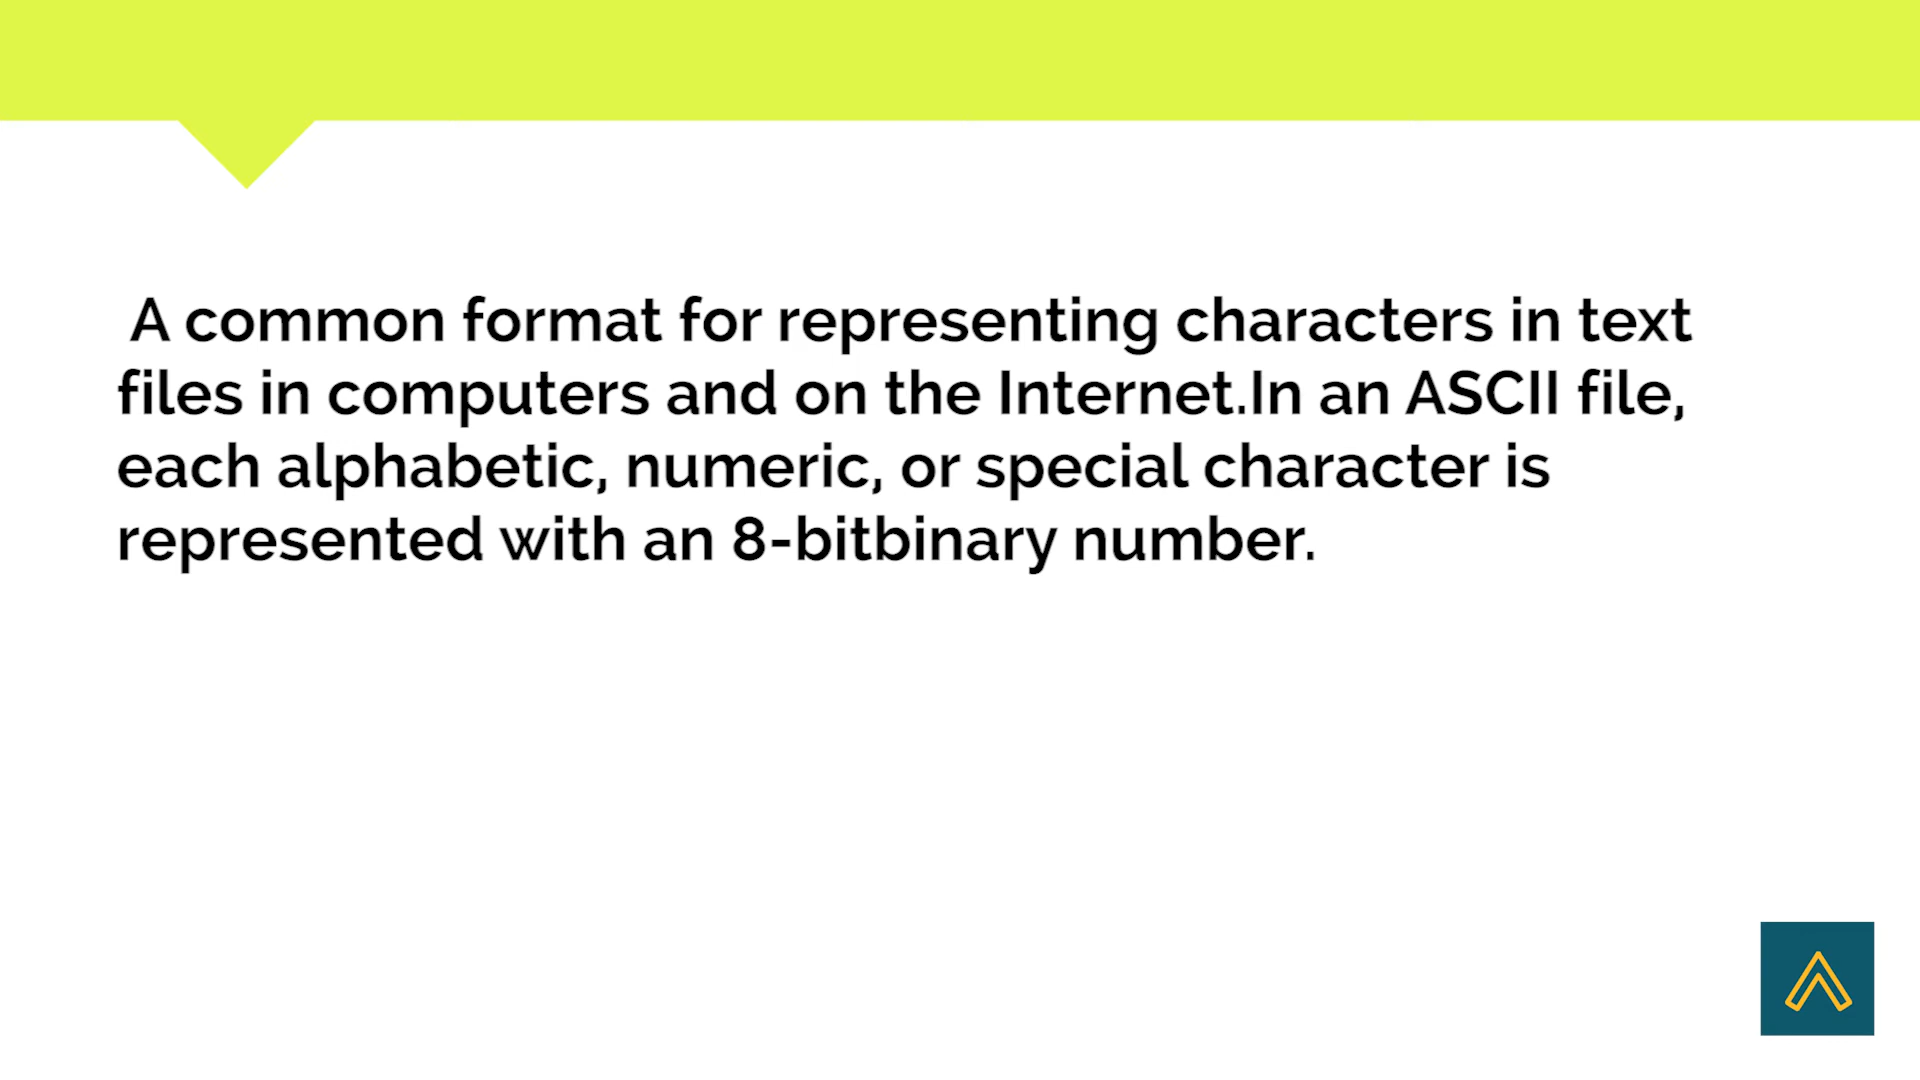 A common format for representing characters in text
files in computers and on the Internet.In an ASCII file,
each alphabetic, numeric, or special character is
represented with an 8-bitbinary number.